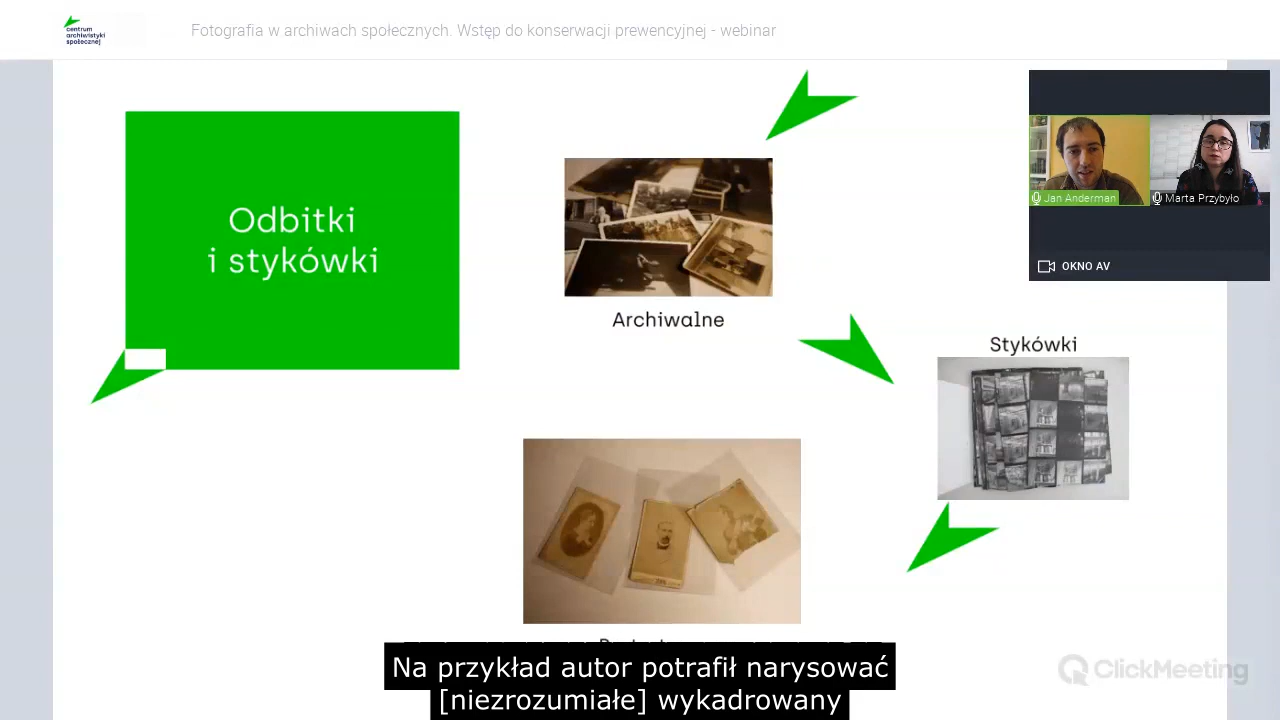 centrum
archiwistyki
społecznej
Fotografia w archiwach społecznych. Wstęp do konserwacji prewencyjnej - webinar
Odbitki
i stykówki
Archiwalne
Stykówki
Jan Anderman
Marta Przybyło
OKNO AV
Na przykład autor potrafił narysować
[niezrozumiałe] wykadrowany
ClickMeeting